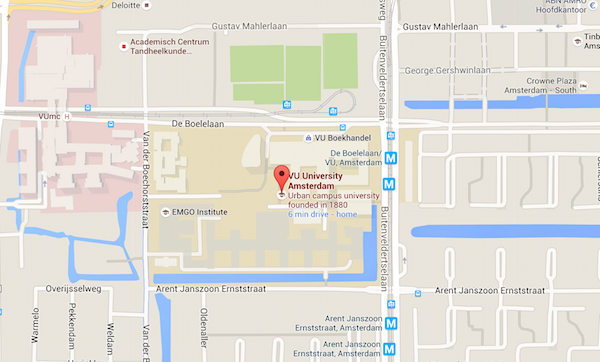 Deloitte
Gustav Mahlerlaan
Gustav Mahlerlaan
ABN AMRO
Hoofdkantoor
Academisch Centrum
Tandheelkunde...
George Gershwinlaan
Crowne Plaza
Amsterdam - South
VUmc
H
De Boelelaan
VU Boekhandel
De Boelelaan/
VU, Amsterdam
M
M
VU University
Amsterdam
Urban campus university
founded in 1880
6 min drive - home
EMGO Institute
Van der Boechorststraat
Buitenveldertselaan
Buitenveldertselaan
Overijsselweg
Arent Janszoon Ernststraat
Arent Janszoon Ernststraat
Pekkendam
Weldam
Van der B
Oldenaller
Arent Janszoon
Ernststraat, Amsterdam
M
Arent Janszoon
Ernststraat, Amsterdam
M